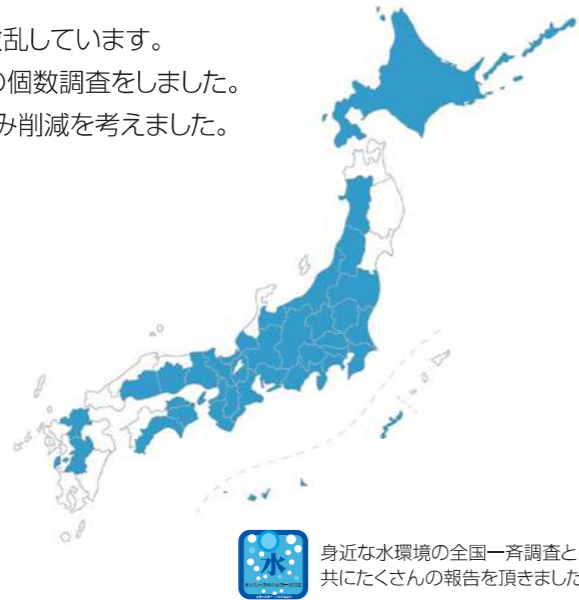 乱しています。
個数調査をしました。
み削減を考えました。
水
身近な水環境の全国一斉調査と
共にたくさんの報告を頂きました